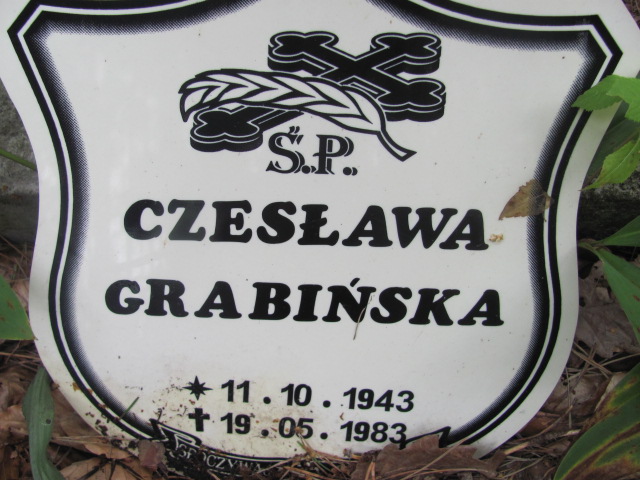 Ś.P.
CZESŁAWA
GRABIŃSKA
* 11.10.1943
✝ 19.05.1983